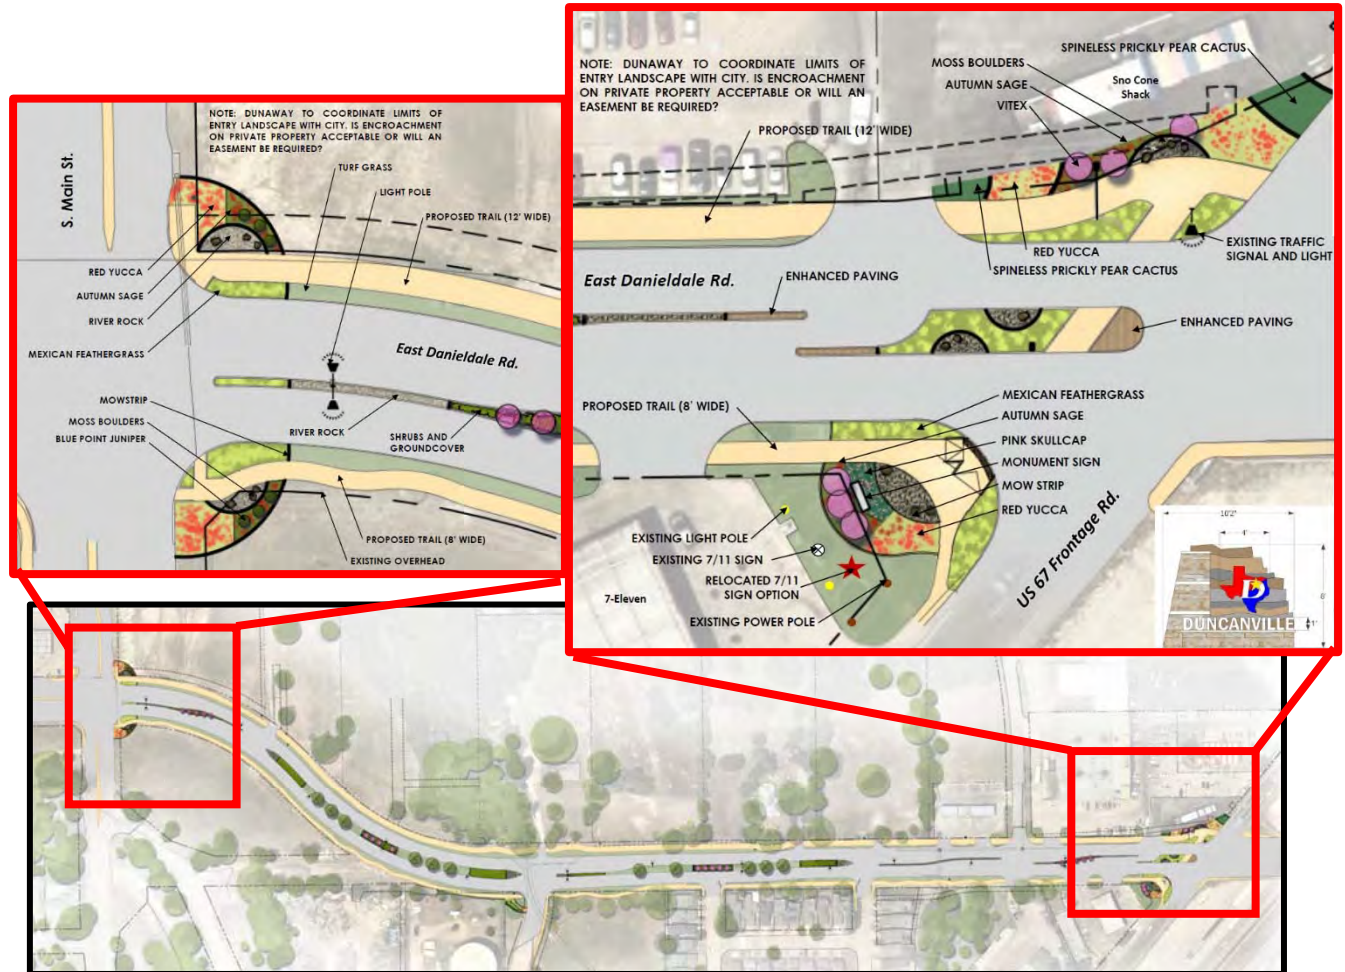 NOTE: DUNAWAY TO COORDINATE LIMITS OF
ENTRY LANDSCAPE WITH CITY. IS ENCROACHMENT
ON PRIVATE PROPERTY ACCEPTABLE OR WILL AN
EASEMENT BE REQUIRED?
S. Main St.
TURF GRASS
LIGHT POLE
PROPOSED TRAIL (12' WIDE)
RED YUCCA
AUTUMN SAGE
RIVER ROCK
MEXICAN FEATHERGRASS
East Danieldale Rd.
MOWSTRIP
MOSS BOULDERS
BLUE POINT JUNIPER
RIVER ROCK
SHRUBS AND
GROUNDCOVER
PROPOSED TRAIL (8' WIDE)
EXISTING OVERHEAD
NOTE: DUNAWAY TO COORDINATE LIMITS OF
ENTRY LANDSCAPE WITH CITY. IS ENCROACHMENT
ON PRIVATE PROPERTY ACCEPTABLE OR WILL AN
EASEMENT BE REQUIRED?
SPINELESS PRICKLY PEAR CACTUS
MOSS BOULDERS
AUTUMN SAGE
VITEX
Sno Cone
Shack
PROPOSED TRAIL (12' WIDE)
RED YUCCA
SPINELESS PRICKLY PEAR CACTUS
EXISTING TRAFFIC
SIGNAL AND LIGHT
East Danieldale Rd.
ENHANCED PAVING
ENHANCED PAVING
PROPOSED TRAIL (8' WIDE)
MEXICAN FEATHERGRASS
AUTUMN SAGE
PINK SKULLCAP
MONUMENT SIGN
MOW STRIP
RED YUCCA
EXISTING LIGHT POLE
EXISTING 7/11 SIGN
RELOCATED 7/11
SIGN OPTION
EXISTING POWER POLE
7-Eleven
US 67 Frontage Rd.
10'2"
4'
8'
1'
D
DUNCANVILLE